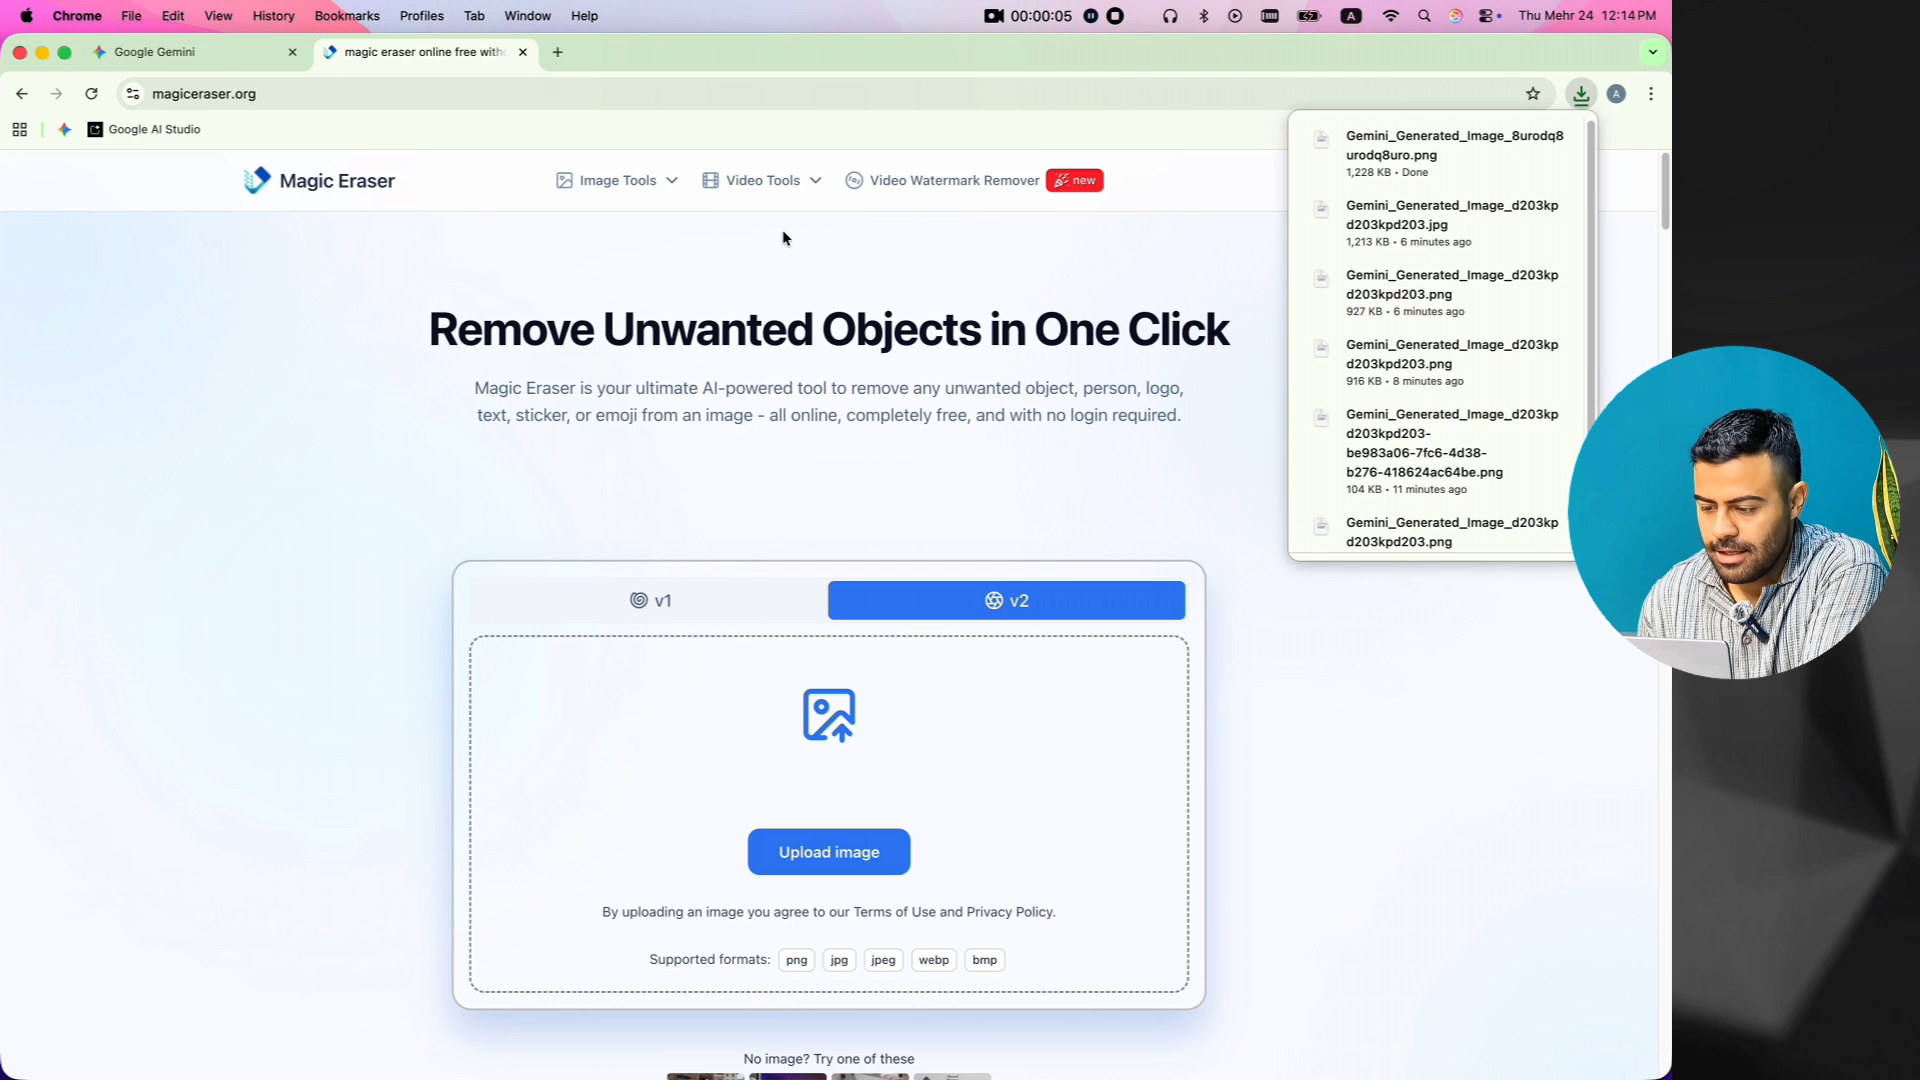 Chrome File Edit View History Bookmarks Profiles Tab Window Help 00:00:05 A Thu Mehr 24 12:14 PM
Google Gemini magic eraser online free with
magiceraser.org A
Google AI Studio
Magic Eraser Image Tools Video Tools Video Watermark Remover new
Remove Unwanted Objects in One Click
Magic Eraser is your ultimate AI-powered tool to remove any unwanted object, person, logo,
text, sticker, or emoji from an image - all online, completely free, and with no login required.
v1 v2
Upload image
By uploading an image you agree to our Terms of Use and Privacy Policy.
Supported formats: png jpg jpeg webp bmp
No image? Try one of these
Gemini_Generated_Image_8urodq8
urodq8uro.png
1,228 KB • Done
Gemini_Generated_Image_d203kp
d203kpd203.jpg
1,213 KB • 6 minutes ago
Gemini_Generated_Image_d203kp
d203kpd203.png
927 KB • 6 minutes ago
Gemini_Generated_Image_d203kp
d203kpd203.png
916 KB • 8 minutes ago
Gemini_Generated_Image_d203kp
d203kpd203-
be983a06-7fc6-4d38-
b276-418624ac64be.png
104 KB • 11 minutes ago
Gemini_Generated_Image_d203kp
d203kpd203.png